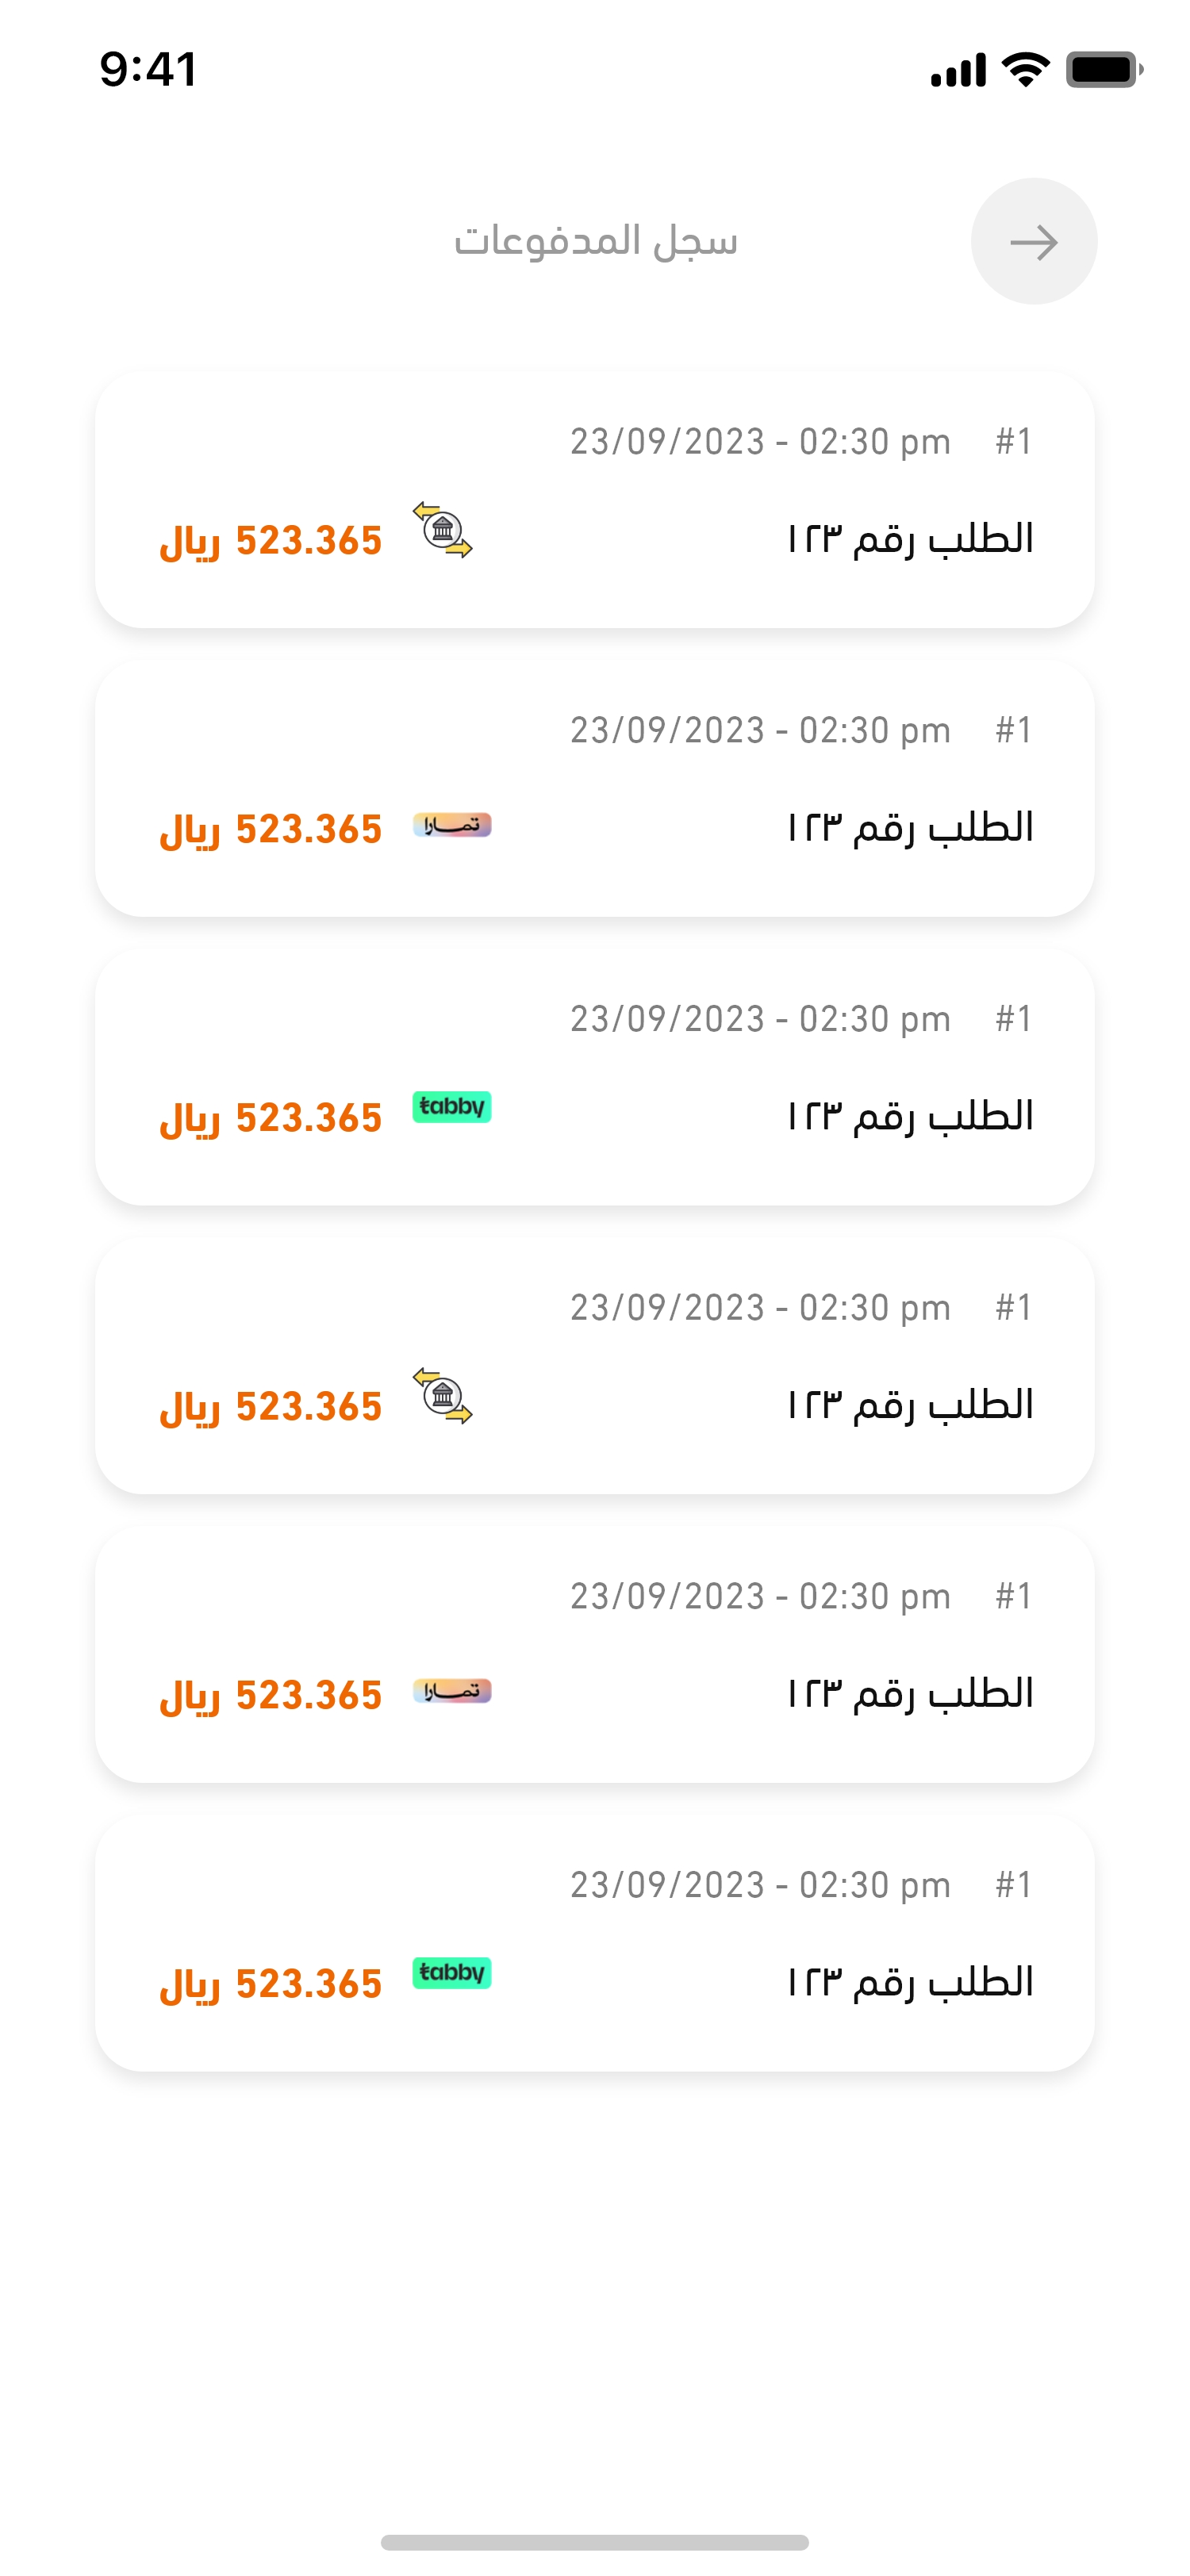 9:41
سجل المدفوعات
#1 23/09/2023 - 02:30 pm
الطلب رقم ١٢٣ 523.365 ريال
#1 23/09/2023 - 02:30 pm
الطلب رقم ١٢٣ تمارا 523.365 ريال
#1 23/09/2023 - 02:30 pm
الطلب رقم ١٢٣ tabby 523.365 ريال
#1 23/09/2023 - 02:30 pm
الطلب رقم ١٢٣ 523.365 ريال
#1 23/09/2023 - 02:30 pm
الطلب رقم ١٢٣ تمارا 523.365 ريال
#1 23/09/2023 - 02:30 pm
الطلب رقم ١٢٣ tabby 523.365 ريال